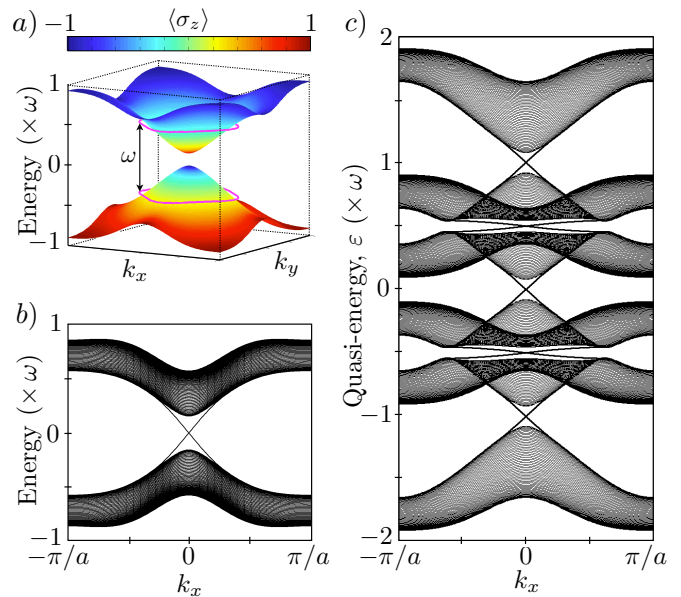 a)
⟨σz⟩
−1
1
1
Energy (× ω)
0
−1
ω
kx
ky
b)
1
Energy (× ω)
0
−1
−π/a
0
π/a
kx
c)
2
1
Quasi-energy, ε (× ω)
0
−1
−2
−π/a
0
π/a
kx